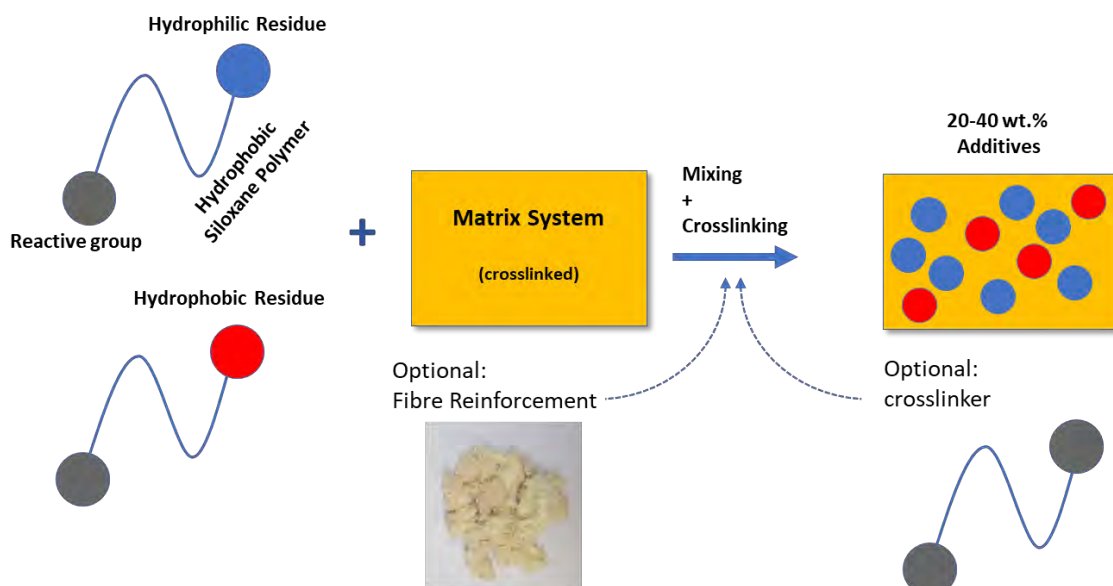 Hydrophilic Residue
Hydrophobic
Siloxane Polymer
Reactive group
Hydrophobic Residue
+
Matrix System
(crosslinked)
Optional:
Fibre Reinforcement
Mixing
+
Crosslinking
20-40 wt.%
Additives
Optional:
crosslinker